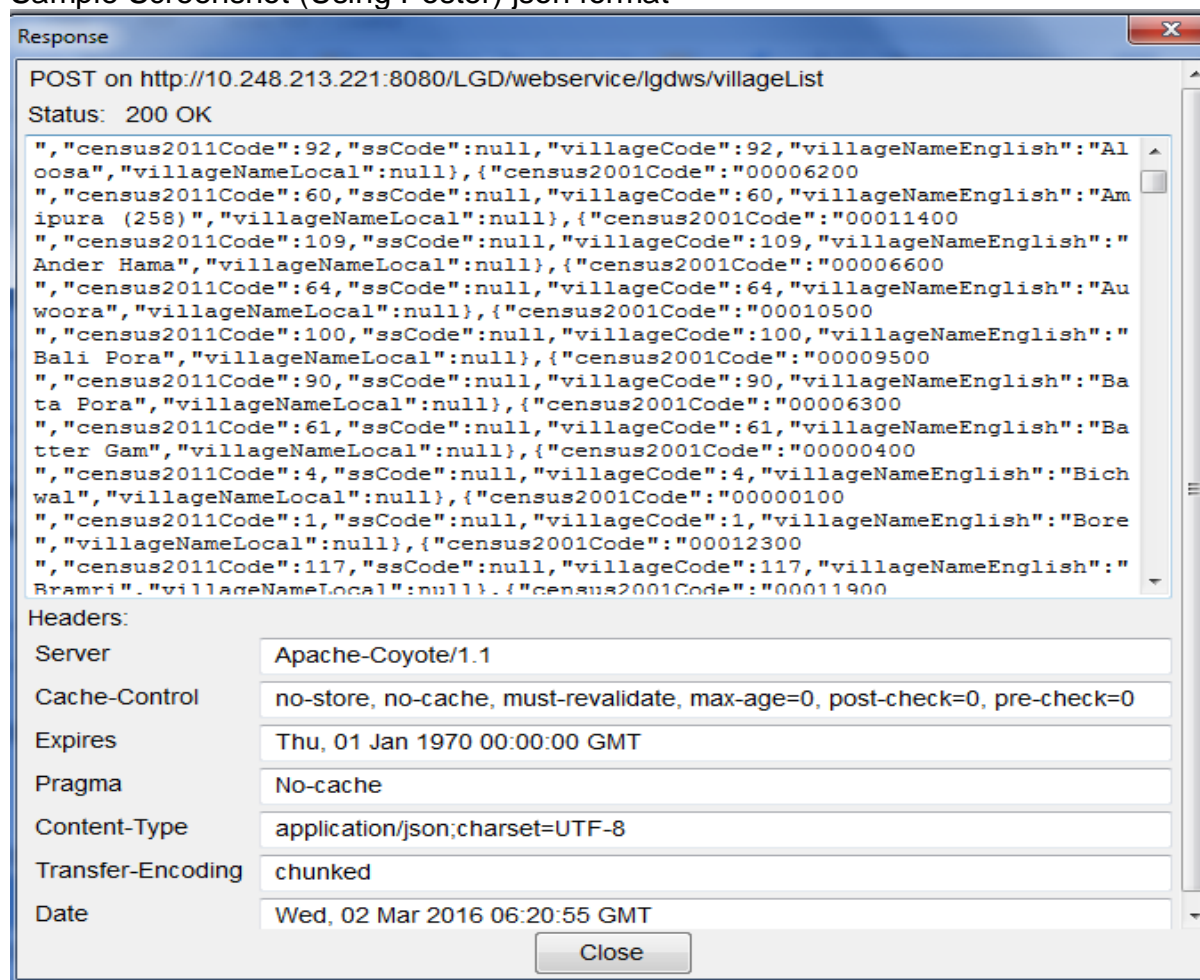 Sample Screenshot (Using Poster) json format
Response
POST on http://10.248.213.221:8080/LGD/webservice/lgdws/villageList
Status: 200 OK
","census2011Code":92,"ssCode":null,"villageCode":92,"villageNameEnglish":"Al
oosa","villageNameLocal":null},{"census2001Code":"00006200
","census2011Code":60,"ssCode":null,"villageCode":60,"villageNameEnglish":"Am
ipura (258)","villageNameLocal":null},{"census2001Code":"00011400
","census2011Code":109,"ssCode":null,"villageCode":109,"villageNameEnglish":"
Ander Hama","villageNameLocal":null},{"census2001Code":"00006600
","census2011Code":64,"ssCode":null,"villageCode":64,"villageNameEnglish":"Au
woora","villageNameLocal":null},{"census2001Code":"00010500
","census2011Code":100,"ssCode":null,"villageCode":100,"villageNameEnglish":"
Bali Pora","villageNameLocal":null},{"census2001Code":"00009500
","census2011Code":90,"ssCode":null,"villageCode":90,"villageNameEnglish":"Ba
ta Pora","villageNameLocal":null},{"census2001Code":"00006300
","census2011Code":61,"ssCode":null,"villageCode":61,"villageNameEnglish":"Ba
tter Gam","villageNameLocal":null},{"census2001Code":"00000400
","census2011Code":4,"ssCode":null,"villageCode":4,"villageNameEnglish":"Bich
wal","villageNameLocal":null},{"census2001Code":"00000100
","census2011Code":1,"ssCode":null,"villageCode":1,"villageNameEnglish":"Bore
","villageNameLocal":null},{"census2001Code":"00012300
","census2011Code":117,"ssCode":null,"villageCode":117,"villageNameEnglish":"
Bramri","villageNameLocal":null},{"census2001Code":"00011900
Headers:
Server Apache-Coyote/1.1
Cache-Control no-store, no-cache, must-revalidate, max-age=0, post-check=0, pre-check=0
Expires Thu, 01 Jan 1970 00:00:00 GMT
Pragma No-cache
Content-Type application/json;charset=UTF-8
Transfer-Encoding chunked
Date Wed, 02 Mar 2016 06:20:55 GMT
Close